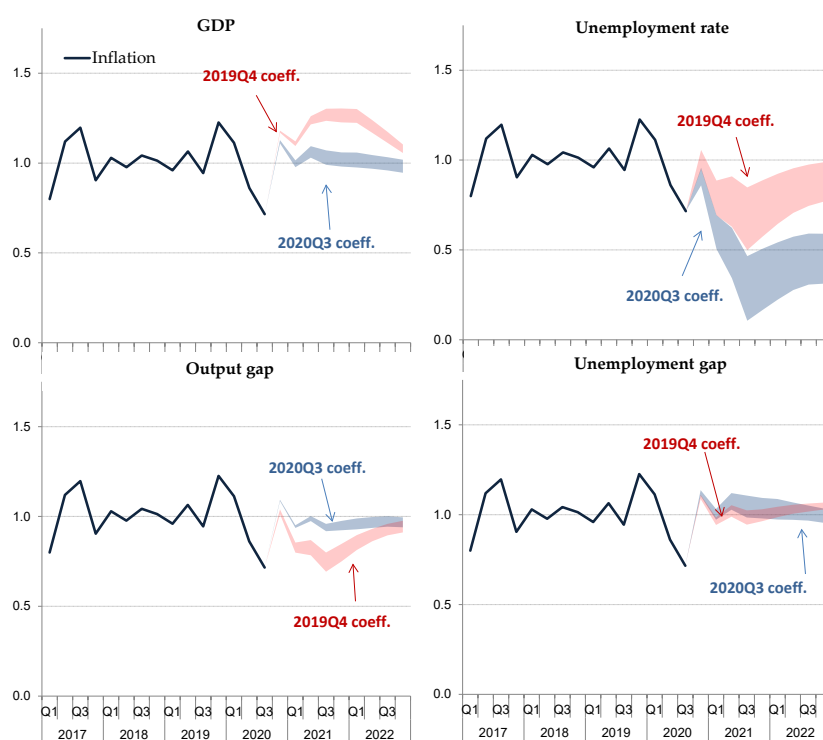 GDP
Unemployment rate
1.5
Inflation
2019Q4 coeff.
1.0
2020Q3 coeff.
0.5
0.0
1.5
2019Q4 coeff.
1.0
0.5
2020Q3 coeff.
0.0
Output gap
Unemployment gap
1.5
2020Q3 coeff.
1.0
2019Q4 coeff.
0.5
0.0
Q1 Q3 Q1 Q3 Q1 Q3 Q1 Q3 Q1 Q3 Q1 Q3
2017 2018 2019 2020 2021 2022
1.5
2019Q4 coeff.
1.0
2020Q3 coeff.
0.5
0.0
Q1 Q3 Q1 Q3 Q1 Q3 Q1 Q3 Q1 Q3 Q1 Q3
2017 2018 2019 2020 2021 2022